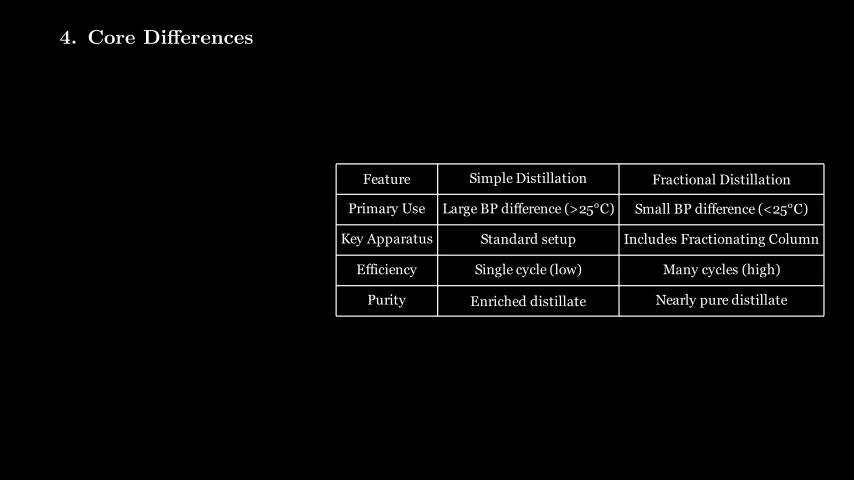 4. Core Differences
Feature Simple Distillation Fractional Distillation
Primary Use Large BP difference (>25°C) Small BP difference (<25°C)
Key Apparatus Standard setup Includes Fractionating Column
Efficiency Single cycle (low) Many cycles (high)
Purity Enriched distillate Nearly pure distillate